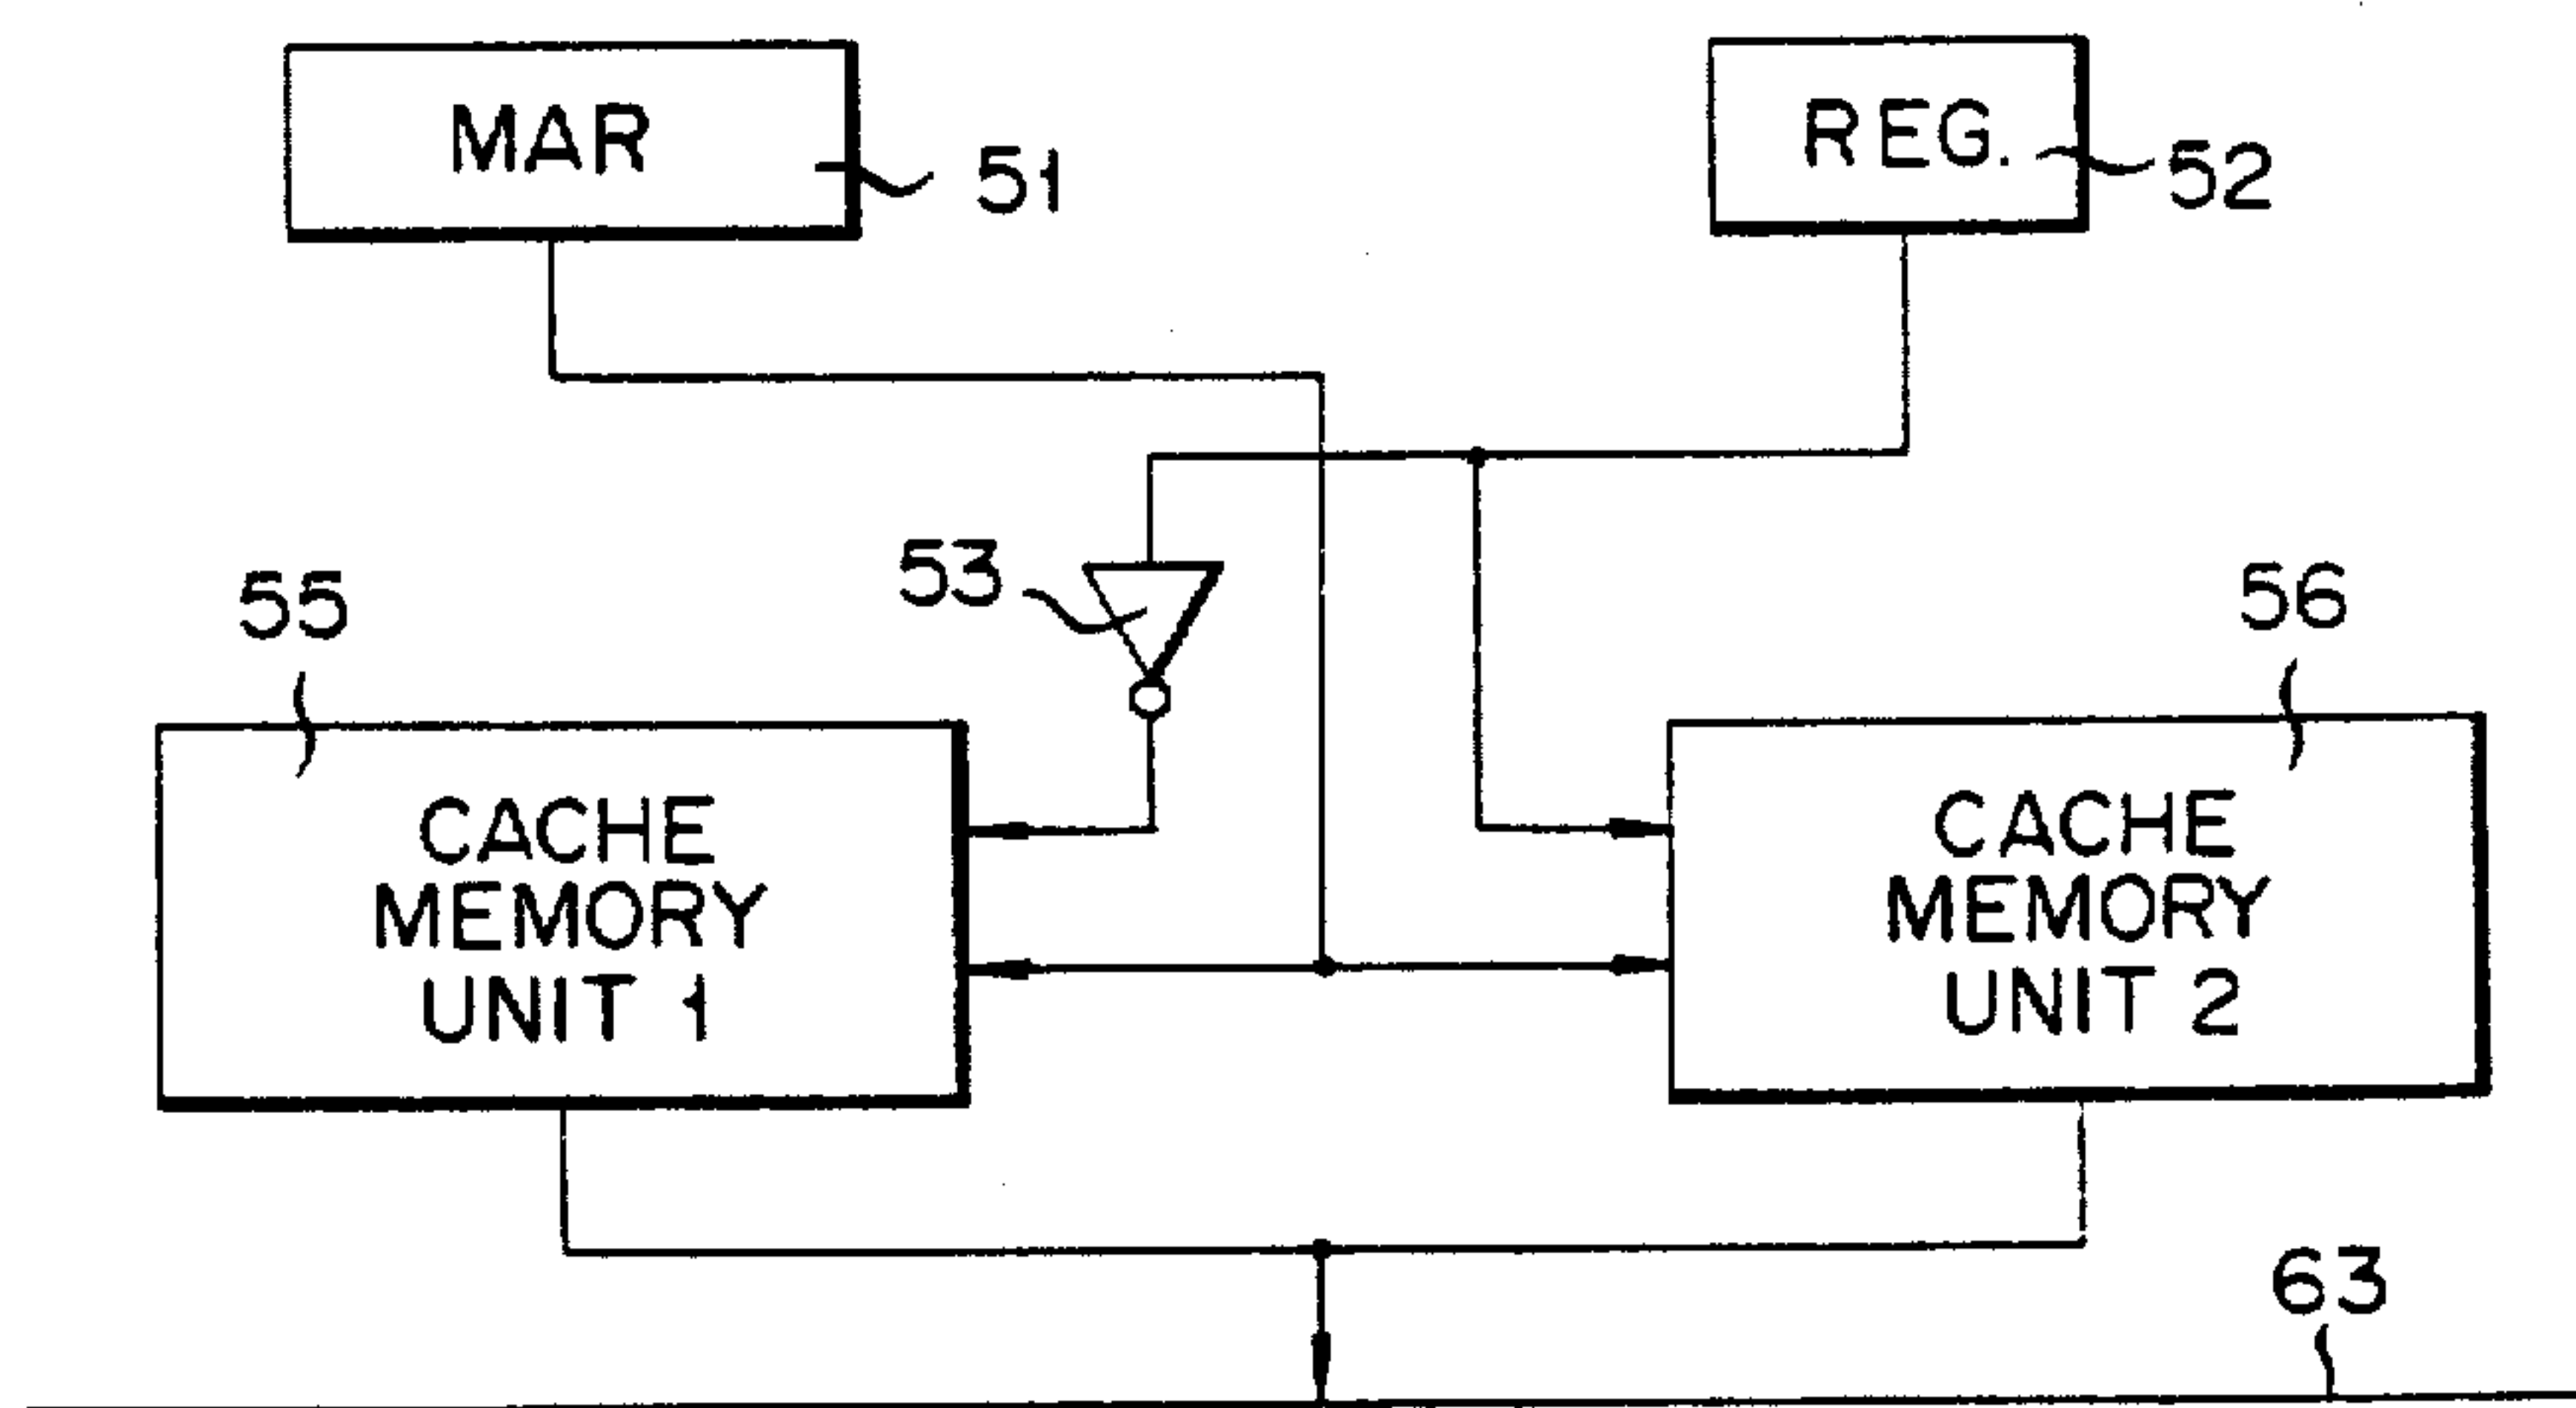 MAR
51
REG.
52
53
55
56
CACHE
MEMORY
UNIT 1
CACHE
MEMORY
UNIT 2
63